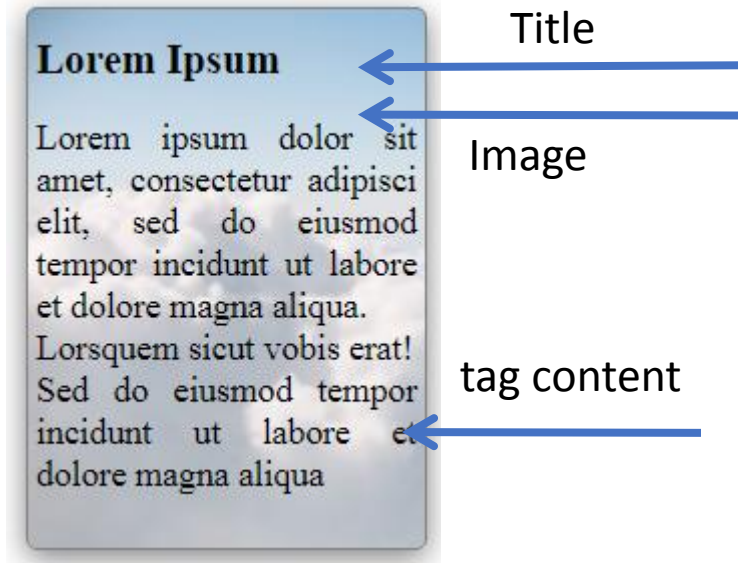 Title
Lorem Ipsum
Image
Lorem ipsum dolor sit
amet, consectetur adipisci
elit, sed do eiusmod
tempor incidunt ut labore
et dolore magna aliqua.
Lorsquem sicut vobis erat!
Sed do eiusmod tempor
incidunt ut labore et
dolore magna aliqua
tag content